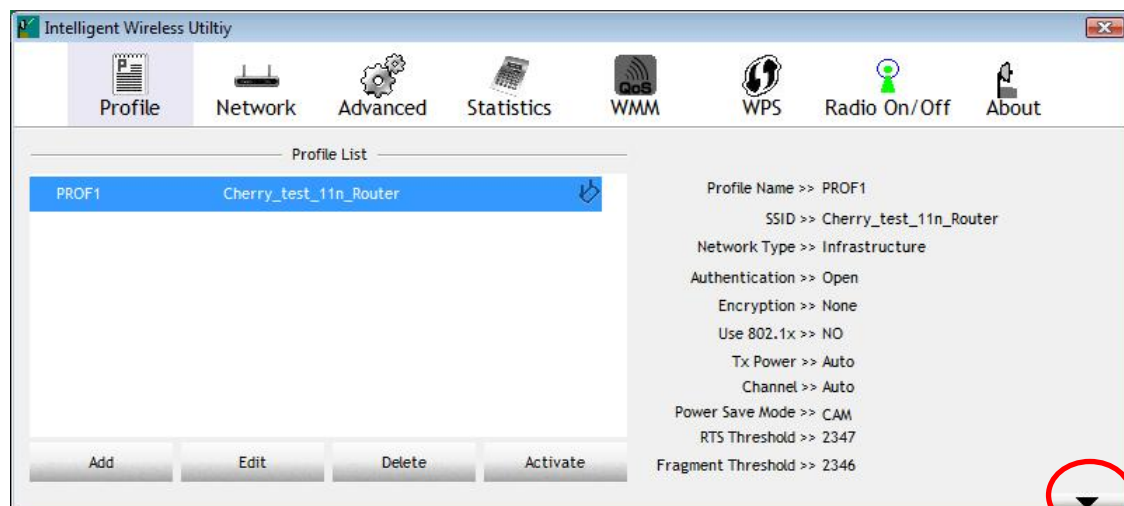 Intelligent Wireless Utiltiy
Profile
Network
Advanced
Statistics
QoS
WMM
WPS
Radio On/Off
About
Profile List
PROF1 Cherry_test_11n_Router
Add
Edit
Delete
Activate
Profile Name >> PROF1
SSID >> Cherry_test_11n_Router
Network Type >> Infrastructure
Authentication >> Open
Encryption >> None
Use 802.1x >> NO
Tx Power >> Auto
Channel >> Auto
Power Save Mode >> CAM
RTS Threshold >> 2347
Fragment Threshold >> 2346